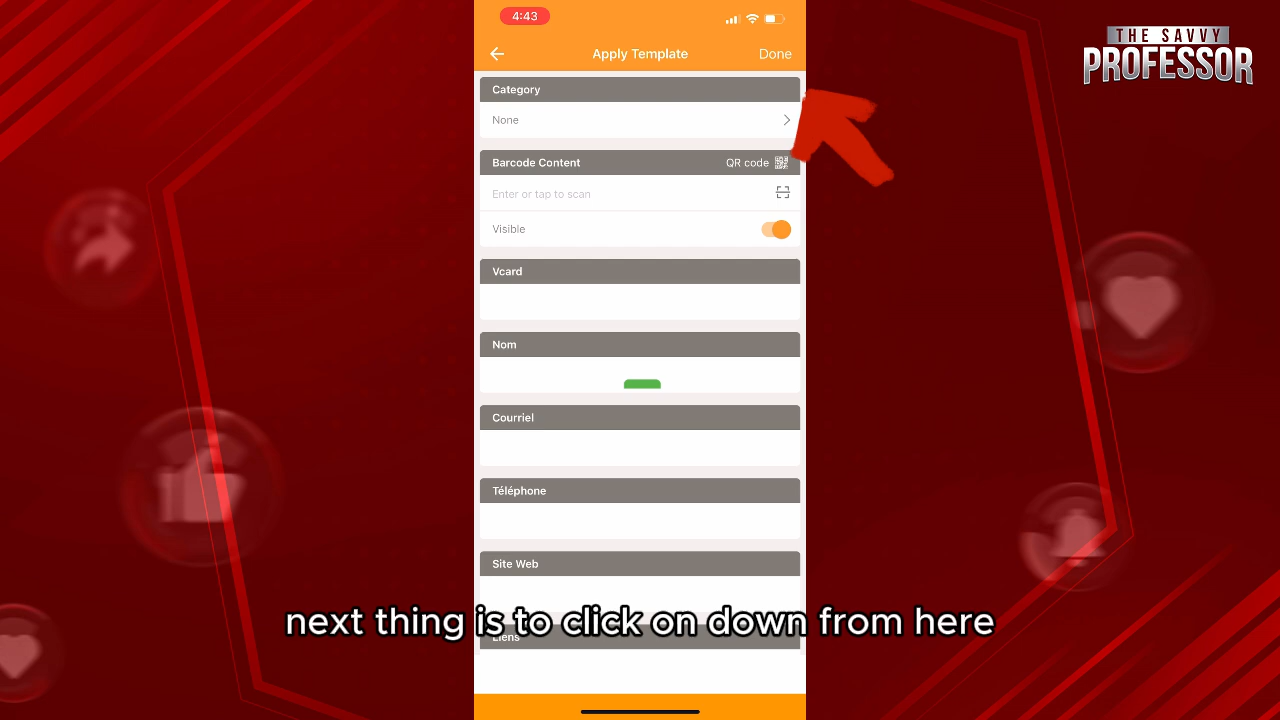 4:43
THE SAVVY
PROFESSOR
Apply Template
Done
Category
None
Barcode Content
QR code
Enter or tap to scan
Visible
Vcard
Nom
Courriel
Téléphone
Site Web
next thing is to click on down from here
Liens